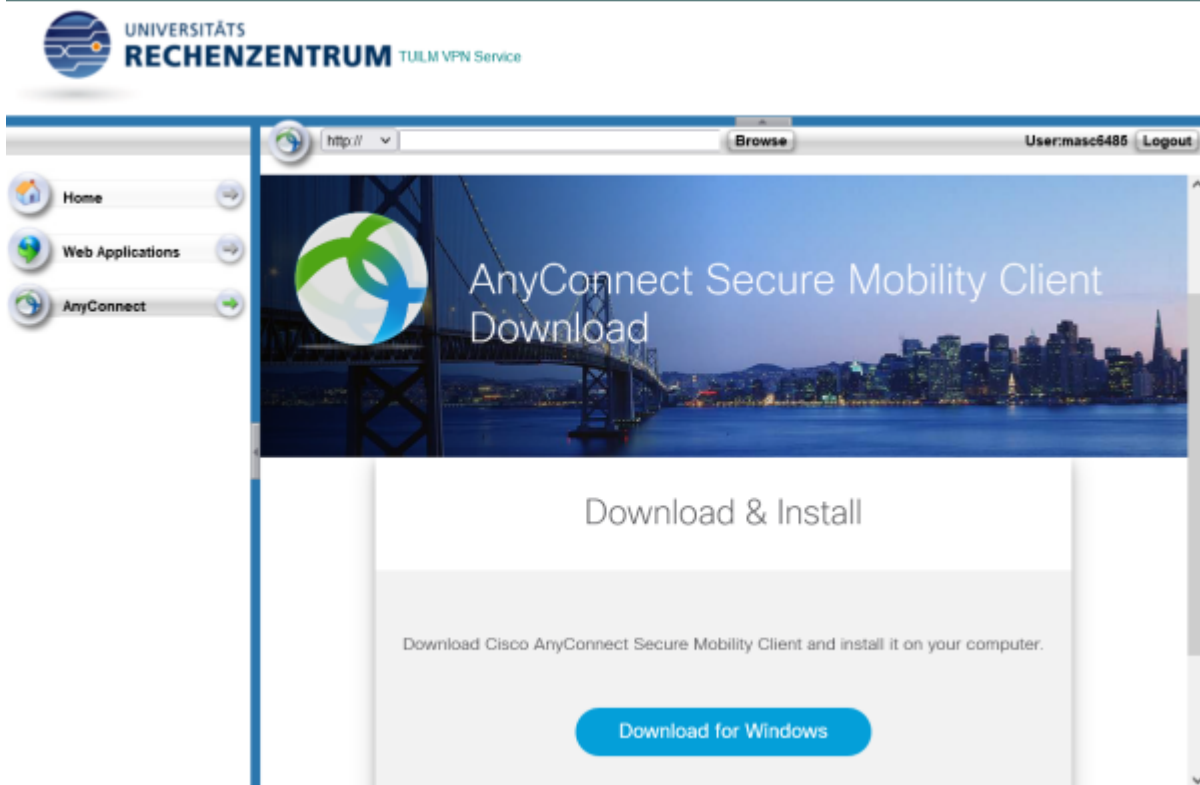 UNIVERSITÄTS
RECHENZENTRUM TUILM VPN Service
http:// Browse User:masc6485 Logout
Home
Web Applications
AnyConnect
AnyConnect Secure Mobility Client
Download
Download & Install
Download Cisco AnyConnect Secure Mobility Client and install it on your computer.
Download for Windows